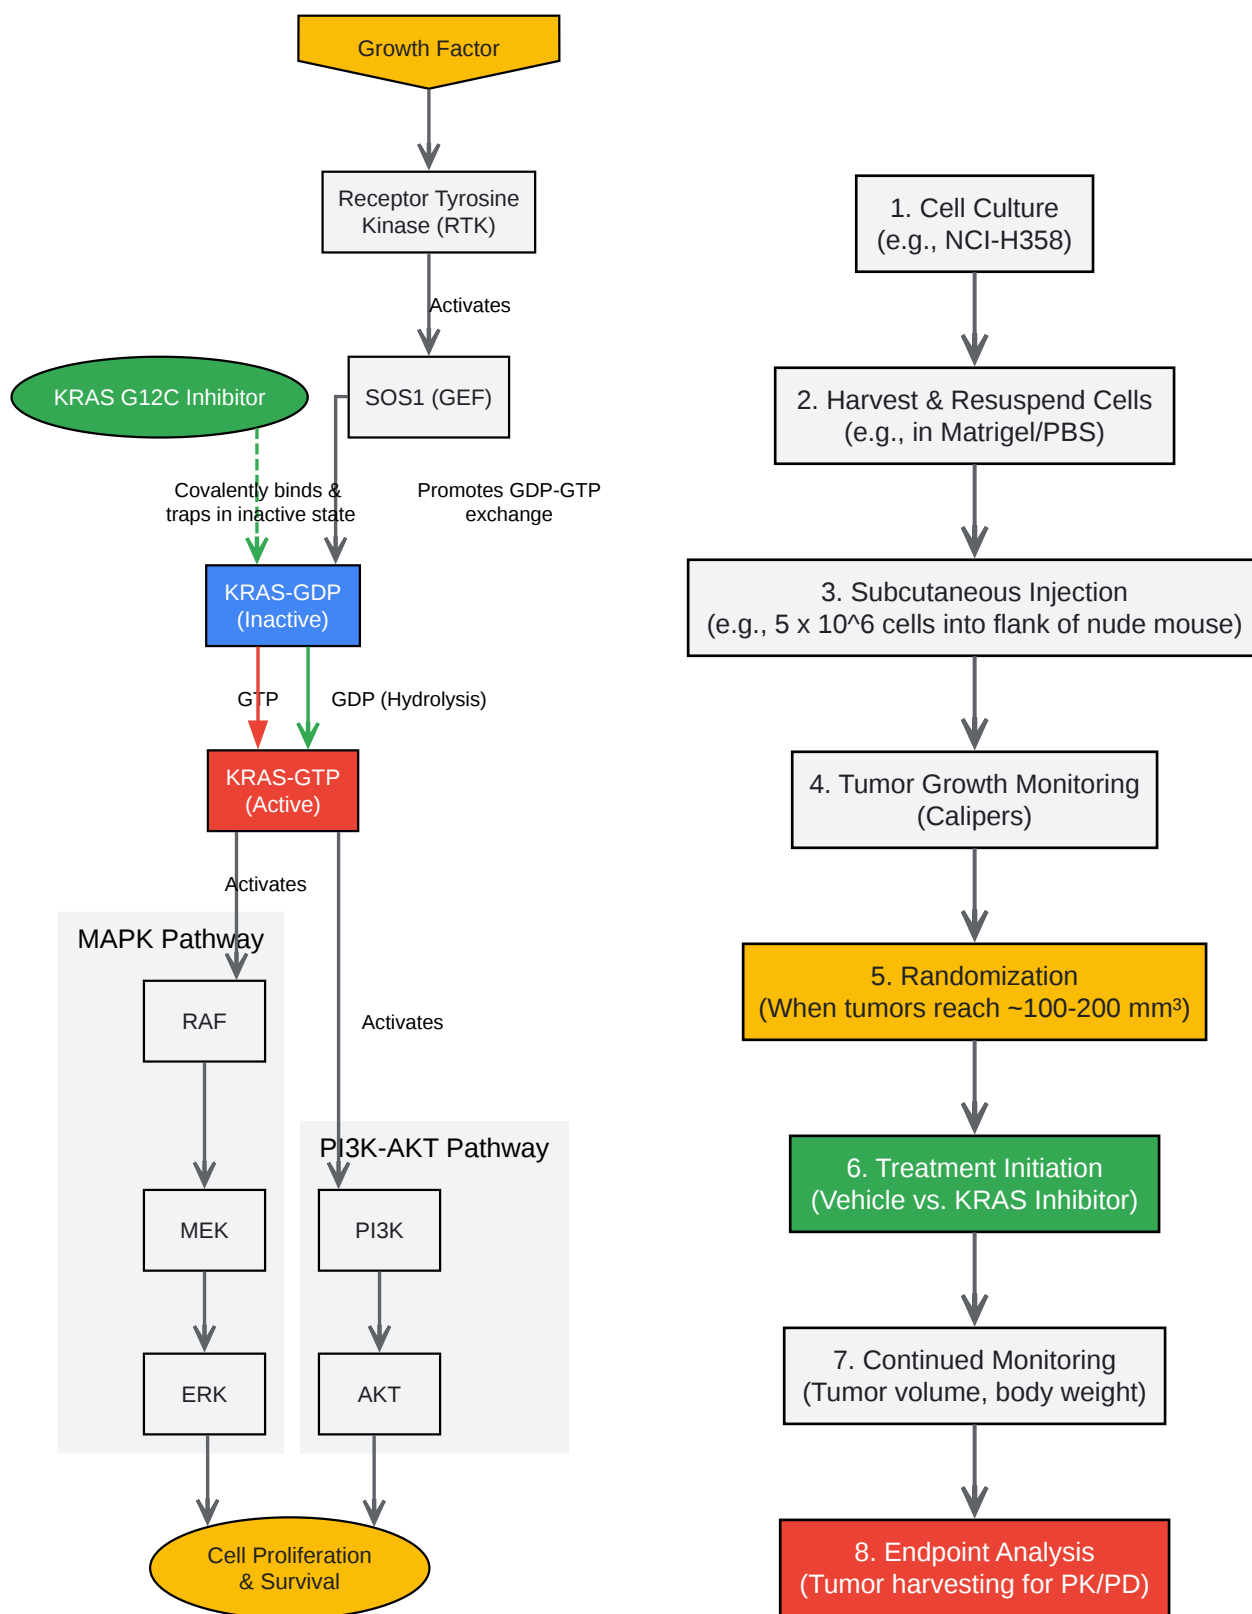 Growth Factor
Receptor Tyrosine
Kinase (RTK)
Activates
KRAS G12C Inhibitor
SOS1 (GEF)
Covalently binds &
traps in inactive state
Promotes GDP-GTP
exchange
KRAS-GDP
(Inactive)
GTP
GDP (Hydrolysis)
KRAS-GTP
(Active)
Activates
MAPK Pathway
RAF
Activates
PI3K-AKT Pathway
MEK
PI3K
ERK
AKT
Cell Proliferation
& Survival
1. Cell Culture
(e.g., NCI-H358)
2. Harvest & Resuspend Cells
(e.g., in Matrigel/PBS)
3. Subcutaneous Injection
(e.g., 5 x 10^6 cells into flank of nude mouse)
4. Tumor Growth Monitoring
(Calipers)
5. Randomization
(When tumors reach ~100-200 mm³)
6. Treatment Initiation
(Vehicle vs. KRAS Inhibitor)
7. Continued Monitoring
(Tumor volume, body weight)
8. Endpoint Analysis
(Tumor harvesting for PK/PD)